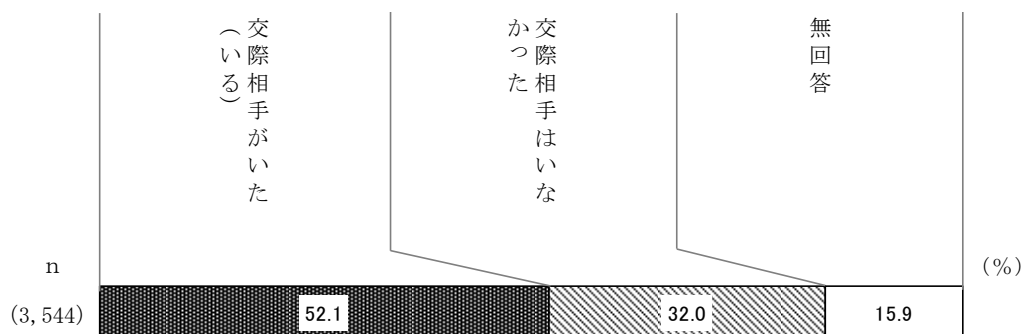 交際相手がいた
（いる）
交際相手はいな
かった
無回答
n
(%)
(3,544)
52.1
32.0
15.9